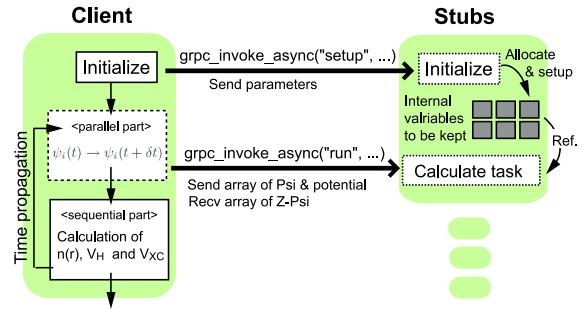 Client
Stubs
Initialize
grpc_invoke_async("setup", ...)
Send parameters
Initialize
Allocate
& setup
Internal
valriables
to be kept
Ref.
Time propagation
<parallel part>
ψi(t) → ψi(t + δt)
grpc_invoke_async("run", ...)
Send array of Psi & potential
Recv array of Z-Psi
Calculate task
<sequential part>
Calculation of
n(r), VH and VXC